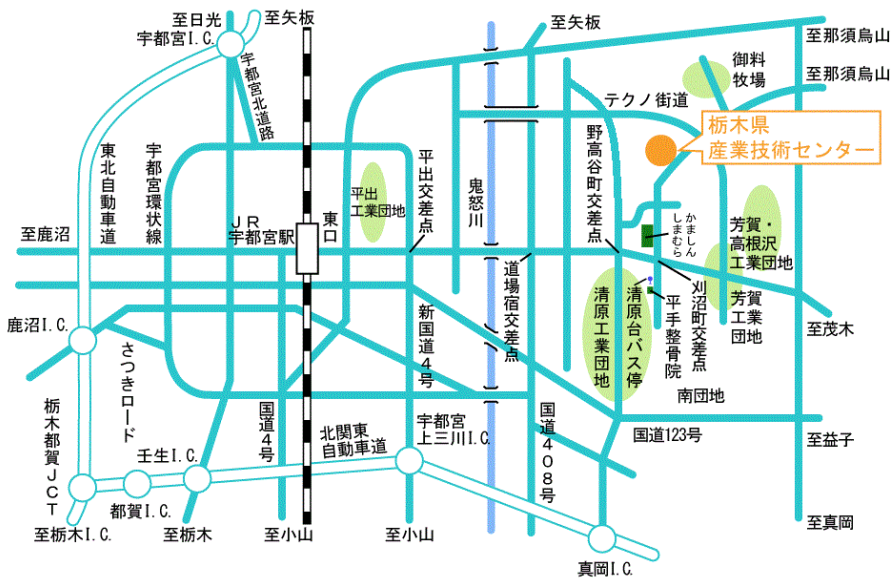 至日光
宇都宮I.C.
至矢板
至矢板
至那須烏山
御料
牧場
至那須烏山
宇都宮北道路
テクノ街道
栃木県
産業技術センター
東北自動車道
宇都宮環状線
平出
工業団地
平出交差点
鬼怒川
野高谷町交差点
かましん
しまむら
至鹿沼
JR
宇都宮駅
東口
芳賀・
高根沢
工業団地
道場宿交差点
清原工業団地
清原台バス停
平手整骨院
刈沼町交差点
芳賀
工業
団地
鹿沼I.C.
さつきロード
新国道4号
至茂木
南団地
栃木都賀JCT
壬生I.C.
国道4号
北関東
自動車道
宇都宮
上三川I.C.
国道408号
国道123号
至益子
都賀I.C.
至栃木I.C.
至栃木
至小山
至小山
真岡I.C.
至真岡